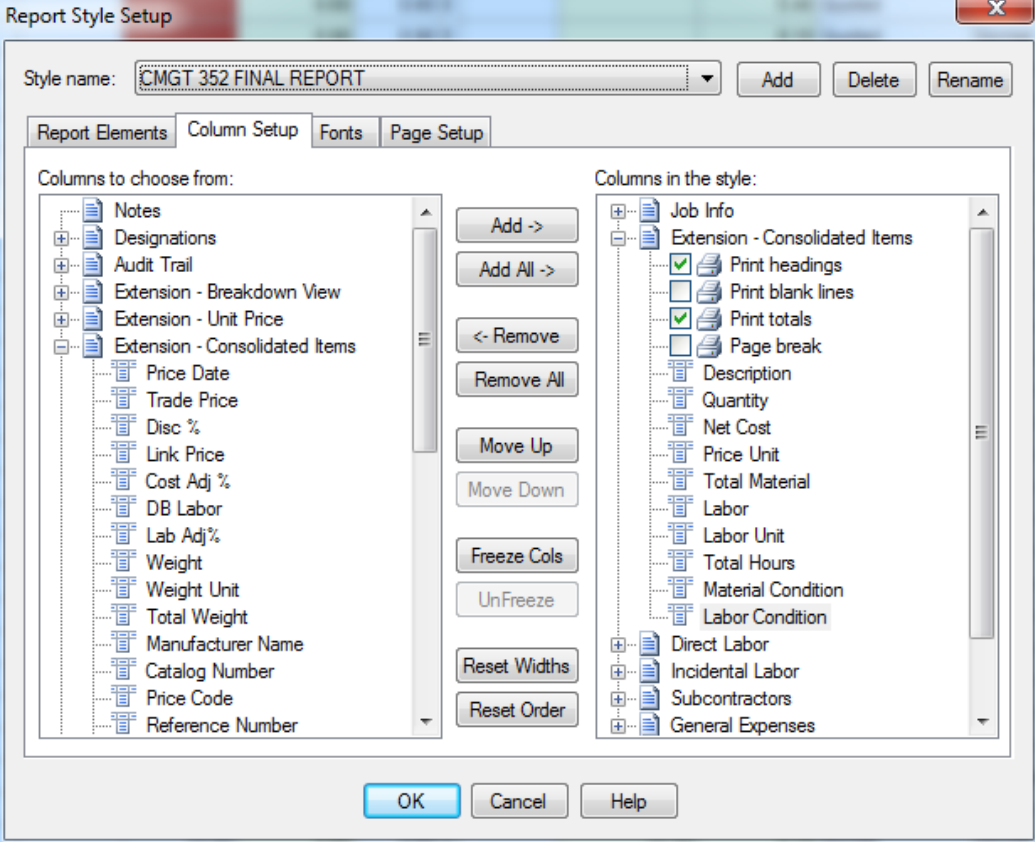 Report Style Setup
Style name: CMGT 352 FINAL REPORT Add Delete Rename
Report Elements Column Setup Fonts Page Setup
Columns to choose from:
Notes
Designations
Audit Trail
Extension - Breakdown View
Extension - Unit Price
Extension - Consolidated Items
Price Date
Trade Price
Disc %
Link Price
Cost Adj %
DB Labor
Lab Adj%
Weight
Weight Unit
Total Weight
Manufacturer Name
Catalog Number
Price Code
Reference Number
Add ->
Add All ->
<- Remove
Remove All
Move Up
Move Down
Freeze Cols
UnFreeze
Reset Widths
Reset Order
Columns in the style:
Job Info
Extension - Consolidated Items
Print headings
Print blank lines
Print totals
Page break
Description
Quantity
Net Cost
Price Unit
Total Material
Labor
Labor Unit
Total Hours
Material Condition
Labor Condition
Direct Labor
Incidental Labor
Subcontractors
General Expenses
OK Cancel Help